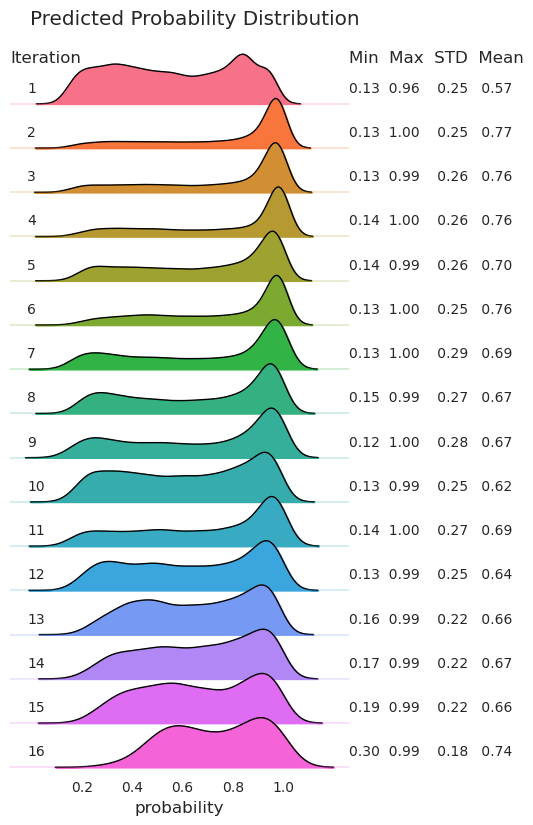 Predicted Probability Distribution
Iteration Min Max STD Mean
1 0.13 0.96 0.25 0.57
2 0.13 1.00 0.25 0.77
3 0.13 0.99 0.26 0.76
4 0.14 1.00 0.26 0.76
5 0.14 0.99 0.26 0.70
6 0.13 1.00 0.25 0.76
7 0.13 1.00 0.29 0.69
8 0.15 0.99 0.27 0.67
9 0.12 1.00 0.28 0.67
10 0.13 0.99 0.25 0.62
11 0.14 1.00 0.27 0.69
12 0.13 0.99 0.25 0.64
13 0.16 0.99 0.22 0.66
14 0.17 0.99 0.22 0.67
15 0.19 0.99 0.22 0.66
16 0.30 0.99 0.18 0.74
0.2 0.4 0.6 0.8 1.0
probability